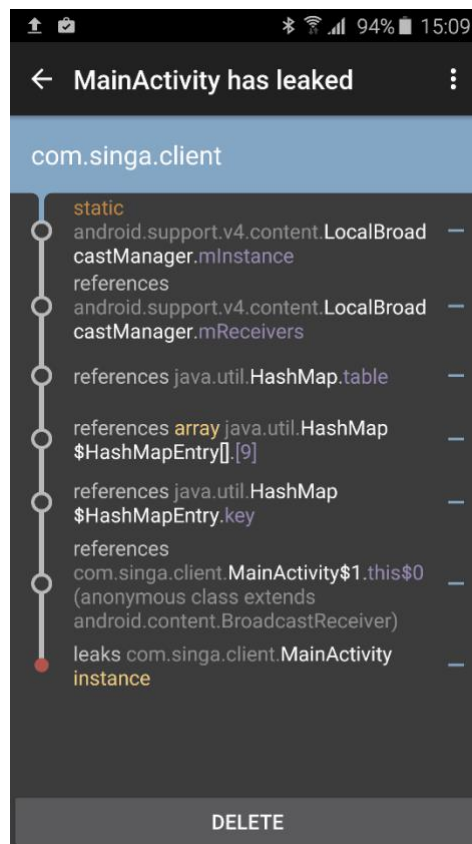 94% 15:09
MainActivity has leaked
com.singa.client
static
android.support.v4.content.LocalBroad
castManager.mInstance
references
android.support.v4.content.LocalBroad
castManager.mReceivers
references java.util.HashMap.table
references array java.util.HashMap
$HashMapEntry[].[9]
references java.util.HashMap
$HashMapEntry.key
references
com.singa.client.MainActivity$1.this$0
(anonymous class extends
android.content.BroadcastReceiver)
leaks com.singa.client.MainActivity
instance
DELETE